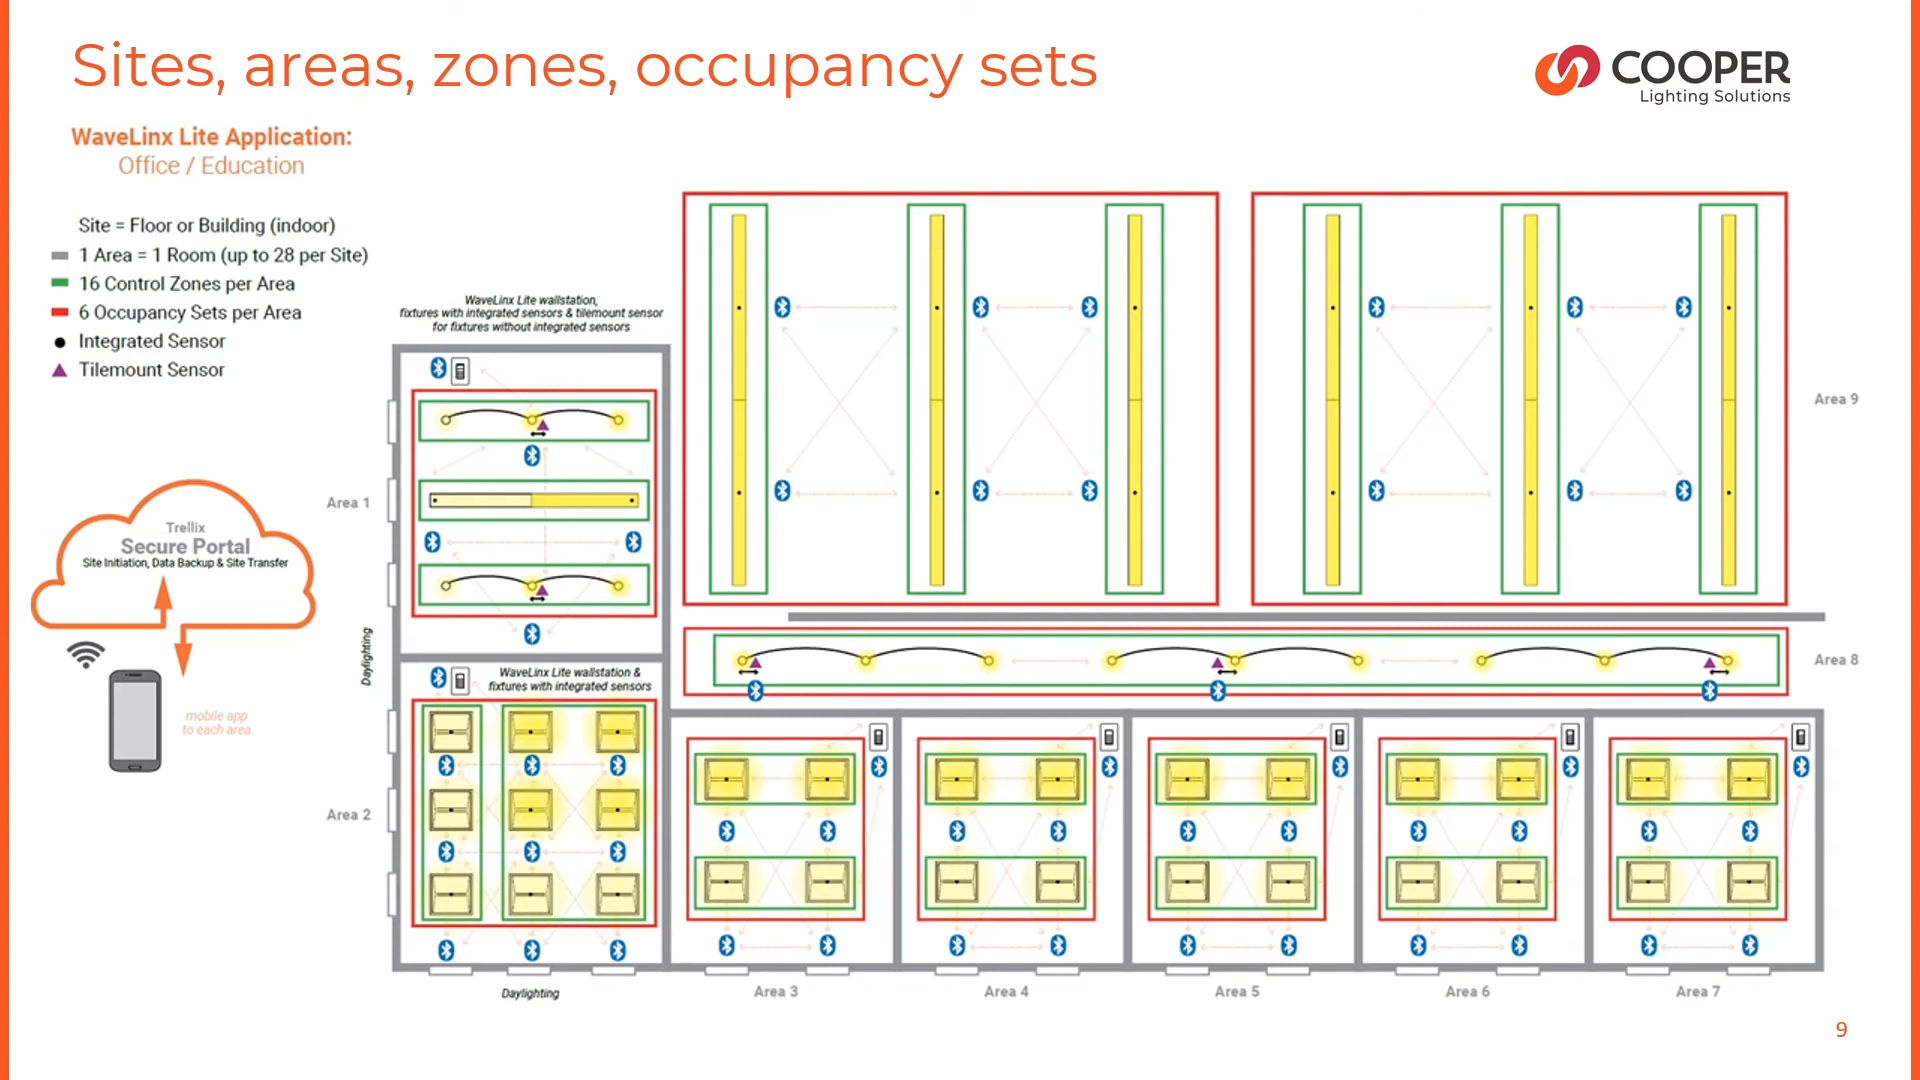 Sites, areas, zones, occupancy sets
COOPER
Lighting Solutions
WaveLinx Lite Application:
Office / Education
Site = Floor or Building (indoor)
1 Area = 1 Room (up to 28 per Site)
16 Control Zones per Area
6 Occupancy Sets per Area
Integrated Sensor
Tilemount Sensor
WaveLinx Lite wallstation,
fixtures with integrated sensors & tilemount sensor
for fixtures without integrated sensors
Area 9
Area 1
Trellix
Secure Portal
Site Initiation, Data Backup & Site Transfer
mobile app
to each area
Daylighting
WaveLinx Lite wallstation &
fixtures with integrated sensors
Area 8
Area 2
Daylighting
Area 3
Area 4
Area 5
Area 6
Area 7
9